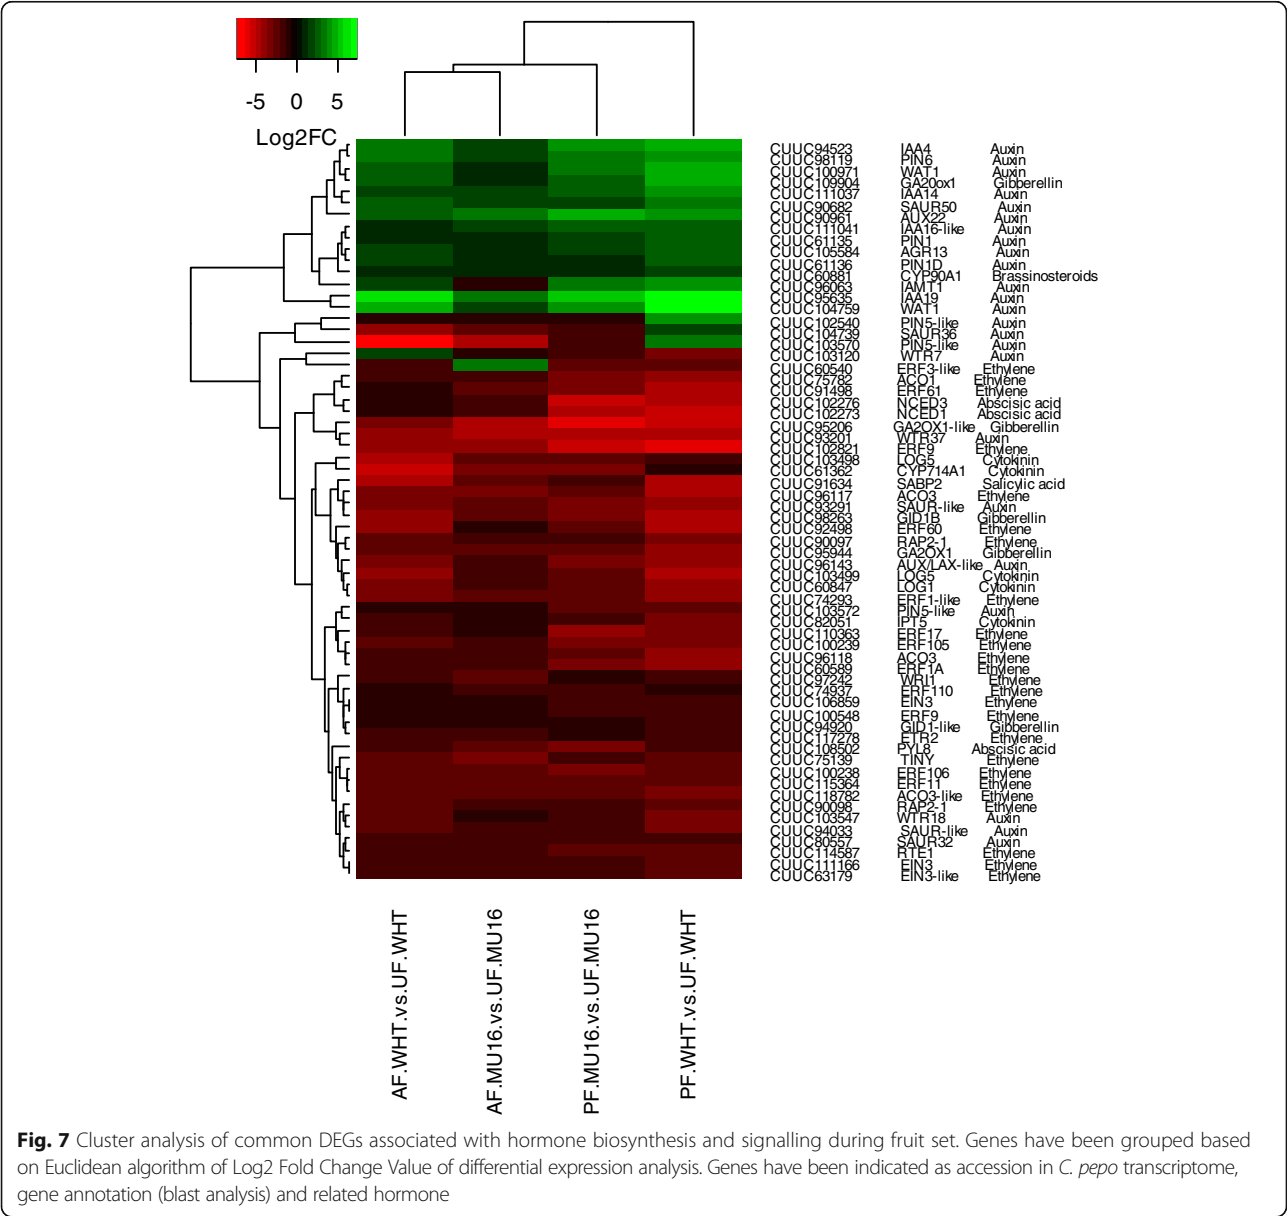 -5 0 5
Log2FC
CUUC94523 IAA4 Auxin
CUUC98119 PIN6 Auxin
CUUC100971 WAT1 Auxin
CUUC109904 GA20ox1 Gibberellin
CUUC111037 IAA14 Auxin
CUUC90682 SAUR50 Auxin
CUUC90961 AUX22 Auxin
CUUC111041 IAA16-like Auxin
CUUC61135 PIN1 Auxin
CUUC105584 AGR13 Auxin
CUUC61136 PIN1D Auxin
CUUC60881 CYP90A1 Brassinosteroids
CUUC96063 IAMT1 Auxin
CUUC95635 IAA19 Auxin
CUUC104759 WAT1 Auxin
CUUC102540 PIN5-like Auxin
CUUC104739 SAUR36 Auxin
CUUC103570 PIN5-like Auxin
CUUC103120 WTR7 Auxin
CUUC60540 ERF3-like Ethylene
CUUC75782 ACO1 Ethylene
CUUC91498 ERF61 Ethylene
CUUC102276 NCED3 Abscisic acid
CUUC102273 NCED1 Abscisic acid
CUUC95206 GA2OX1-like Gibberellin
CUUC93201 WTR37 Auxin
CUUC102821 ERF9 Ethylene
CUUC103498 LOG5 Cytokinin
CUUC61362 CYP714A1 Cytokinin
CUUC91634 SABP2 Salicylic acid
CUUC96117 ACO3 Ethylene
CUUC93291 SAUR-like Auxin
CUUC98263 GID1B Gibberellin
CUUC92498 ERF60 Ethylene
CUUC90097 RAP2-1 Ethylene
CUUC95944 GA2OX1 Gibberellin
CUUC96143 AUX/LAX-like Auxin
CUUC103499 LOG5 Cytokinin
CUUC60847 LOG1 Cytokinin
CUUC74293 ERF1-like Ethylene
CUUC103572 PIN5-like Auxin
CUUC82051 IPT5 Cytokinin
CUUC110363 ERF17 Ethylene
CUUC100239 ERF105 Ethylene
CUUC96118 ACO3 Ethylene
CUUC60589 ERF1A Ethylene
CUUC97242 WRI1 Ethylene
CUUC74937 ERF110 Ethylene
CUUC106859 EIN3 Ethylene
CUUC100548 ERF9 Ethylene
CUUC94920 GID1-like Gibberellin
CUUC117278 ETR2 Ethylene
CUUC108502 PYL8 Abscisic acid
CUUC75139 TINY Ethylene
CUUC100238 ERF106 Ethylene
CUUC115364 ERF11 Ethylene
CUUC118782 ACO3-like Ethylene
CUUC90098 RAP2-1 Ethylene
CUUC103547 WTR18 Auxin
CUUC94033 SAUR-like Auxin
CUUC80557 SAUR32 Auxin
CUUC114587 RTE1 Ethylene
CUUC111166 EIN3 Ethylene
CUUC63179 EIN3-like Ethylene
AF.WHT.vs.UF.WHT
AF.MU16.vs.UF.MU16
PF.MU16.vs.UF.MU16
PF.WHT.vs.UF.WHT
Fig. 7 Cluster analysis of common DEGs associated with hormone biosynthesis and signalling during fruit set. Genes have been grouped based
on Euclidean algorithm of Log2 Fold Change Value of differential expression analysis. Genes have been indicated as accession in C. pepo transcriptome,
gene annotation (blast analysis) and related hormone